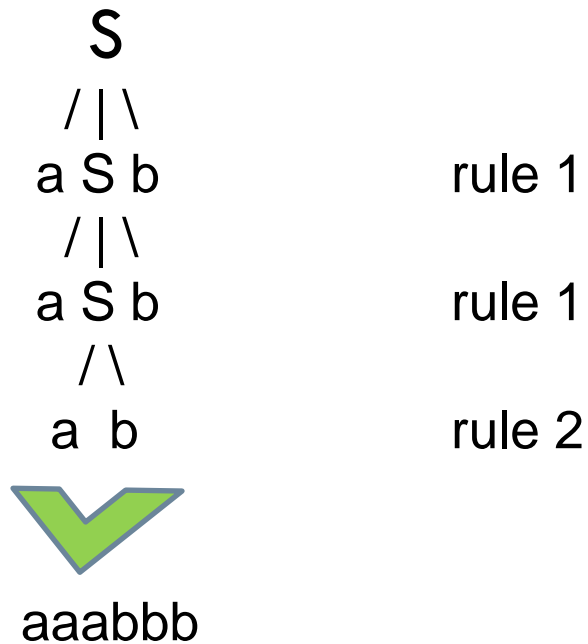 S
/ | \
a S b rule 1
/ | \
a S b rule 1
/ \
a b rule 2
aaabbb